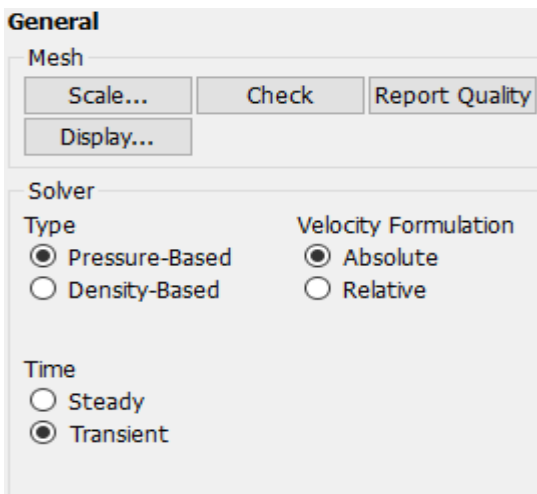 General
Mesh
Scale... Check Report Quality
Display...
Solver
Type Velocity Formulation
Pressure-Based Absolute
Density-Based Relative
Time
Steady
Transient